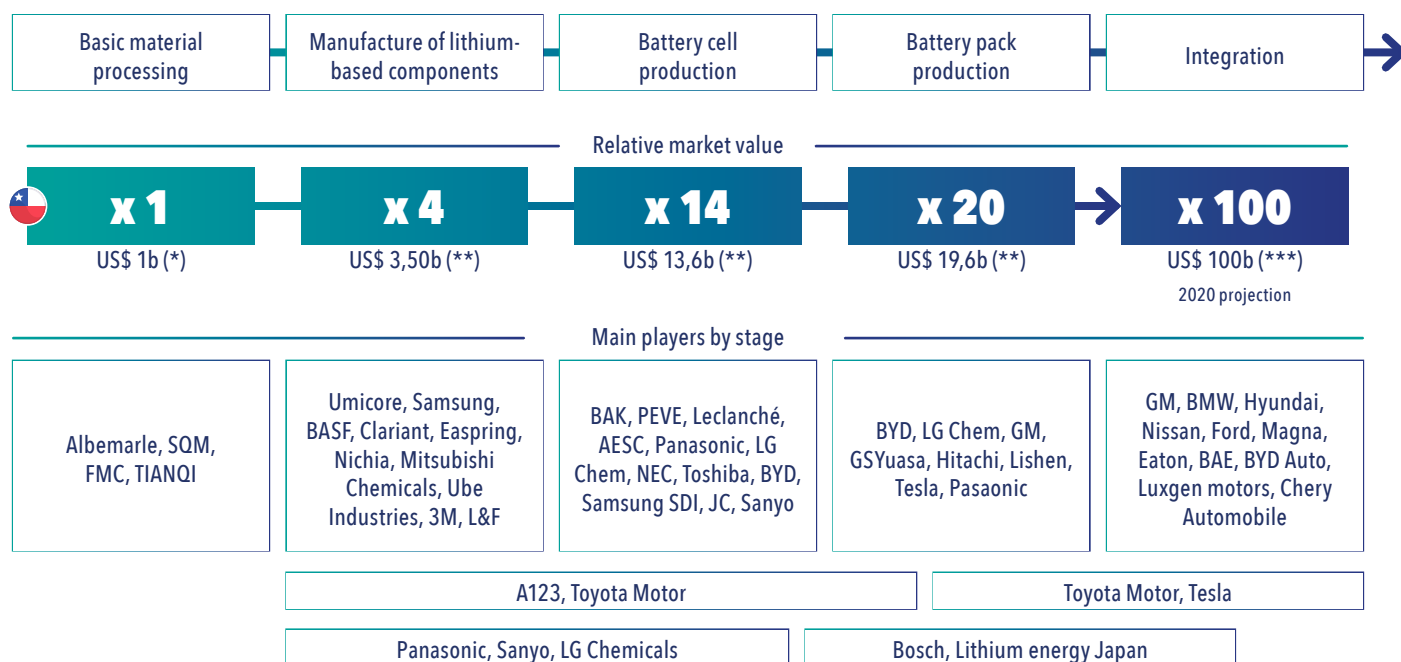 Basic material
processing
Manufacture of lithium-
based components
Battery cell
production
Battery pack
production
Integration
Relative market value
x 1
x 4
x 14
x 20
x 100
US$ 1b (*)
US$ 3,50b (**)
US$ 13,6b (**)
US$ 19,6b (**)
US$ 100b (***)
2020 projection
Main players by stage
Albemarle, SQM,
FMC, TIANQI
Umicore, Samsung,
BASF, Clariant, Easpring,
Nichia, Mitsubishi
Chemicals, Ube
Industries, 3M, L&F
BAK, PEVE, Leclanché,
AESC, Panasonic, LG
Chem, NEC, Toshiba, BYD,
Samsung SDI, JC, Sanyo
BYD, LG Chem, GM,
GSYuasa, Hitachi, Lishen,
Tesla, Pasaonic
GM, BMW, Hyundai,
Nissan, Ford, Magna,
Eaton, BAE, BYD Auto,
Luxgen motors, Chery
Automobile
A123, Toyota Motor
Toyota Motor, Tesla
Panasonic, Sanyo, LG Chemicals
Bosch, Lithium energy Japan